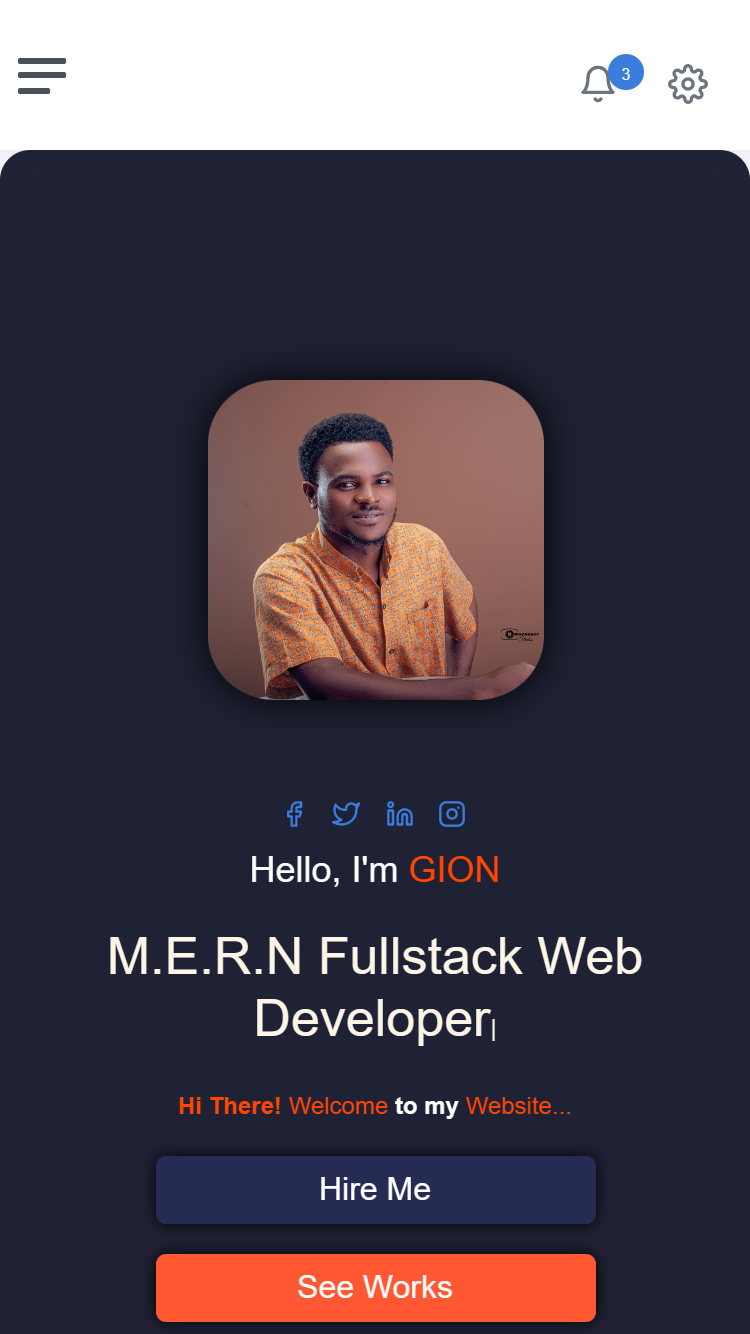 3
Hello, I'm GION
M.E.R.N Fullstack Web
Developer|
Hi There! Welcome to my Website...
Hire Me
See Works